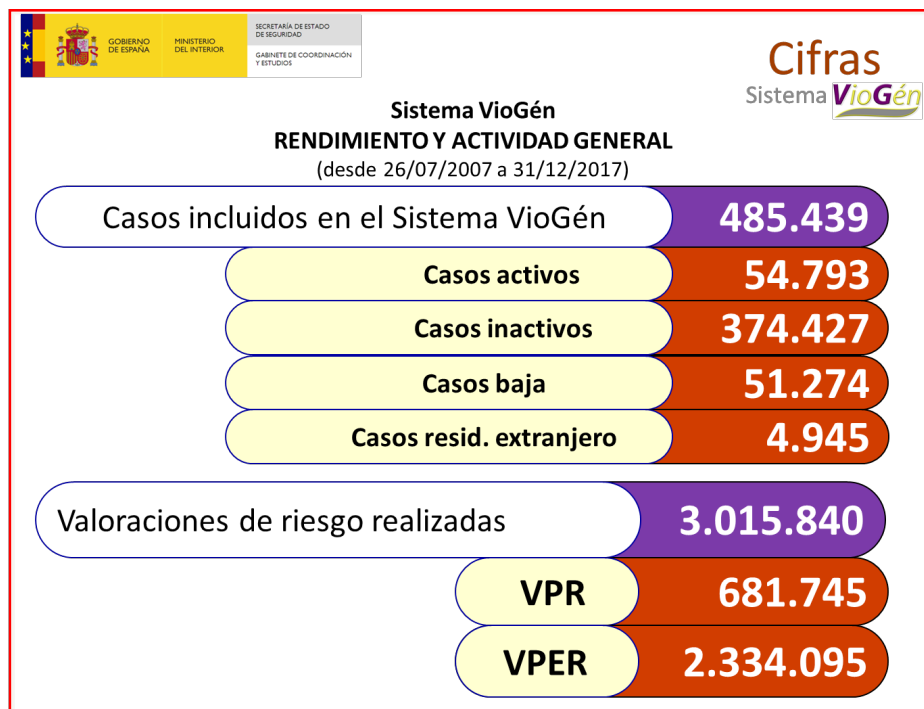 GOBIERNO
DE ESPAÑA
MINISTERIO
DEL INTERIOR
SECRETARÍA DE ESTADO
DE SEGURIDAD
GABINETE DE COORDINACIÓN
Y ESTUDIOS
Cifras
Sistema VioGén
Sistema VioGén
RENDIMIENTO Y ACTIVIDAD GENERAL
(desde 26/07/2007 a 31/12/2017)
Casos incluidos en el Sistema VioGén 485.439
Casos activos 54.793
Casos inactivos 374.427
Casos baja 51.274
Casos resid. extranjero 4.945
Valoraciones de riesgo realizadas 3.015.840
VPR 681.745
VPER 2.334.095